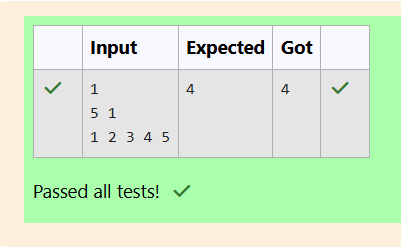 Input Expected Got
1 4 4
5 1
1 2 3 4 5
Passed all tests!